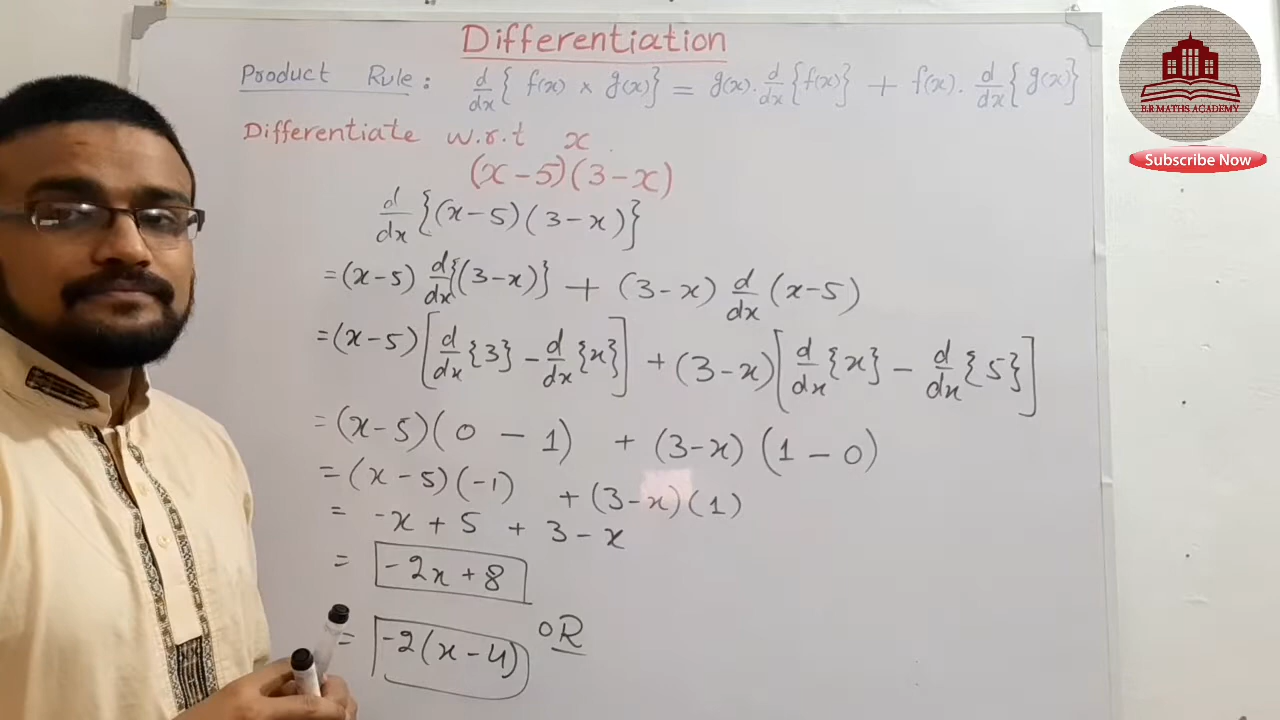 Differentiation
Product Rule: d/dx{f(x) × g(x)} = g(x).d/dx{f(x)} + f(x).d/dx{g(x)}
Differentiate w.r.t x.
(x-5)(3-x)
d/dx{(x-5)(3-x)}
=(x-5) d/dx{(3-x)} + (3-x) d/dx(x-5)
=(x-5)[d/dx{3} - d/dx{x}] + (3-x)[d/dx{x} - d/dx{5}]
=(x-5)(0 - 1) + (3-x)(1-0)
=(x-5)(-1) + (3-x)(1)
= -x + 5 + 3 - x
= -2x+8
OR
= -2(x-4)
B.R MATHS ACADEMY
Subscribe Now